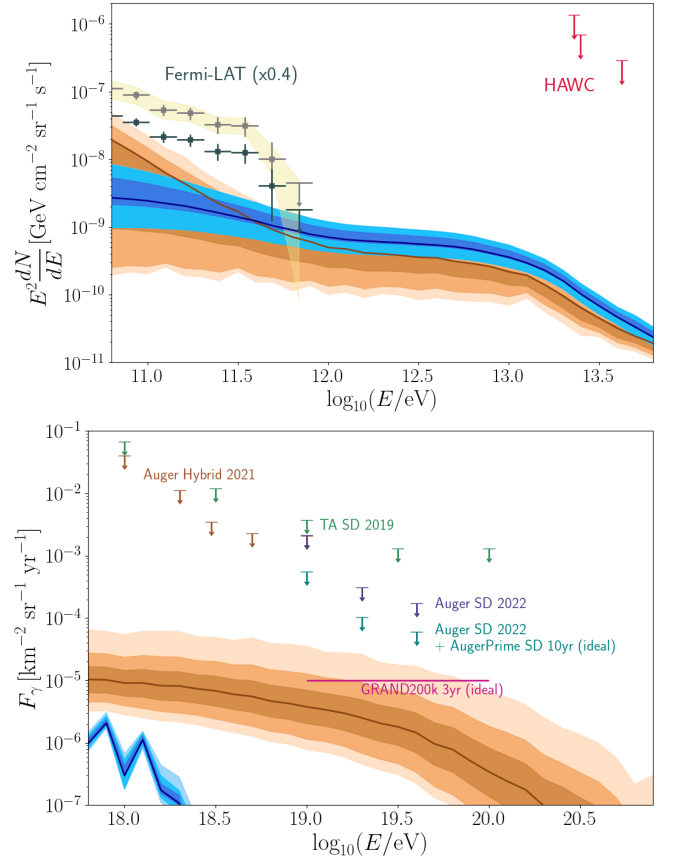 10⁻⁶
10⁻⁷
10⁻⁸
10⁻⁹
10⁻¹⁰
10⁻¹¹
E² dN/dE [GeV cm⁻² sr⁻¹ s⁻¹]
Fermi-LAT (x0.4)
HAWC
11.0 11.5 12.0 12.5 13.0 13.5
log₁₀(E/eV)
10⁻¹
10⁻²
10⁻³
10⁻⁴
10⁻⁵
10⁻⁶
10⁻⁷
Fᵧ [km⁻² sr⁻¹ yr⁻¹]
Auger Hybrid 2021
TA SD 2019
Auger SD 2022
Auger SD 2022
+ AugerPrime SD 10yr (ideal)
GRAND200k 3yr (ideal)
18.0 18.5 19.0 19.5 20.0 20.5
log₁₀(E/eV)